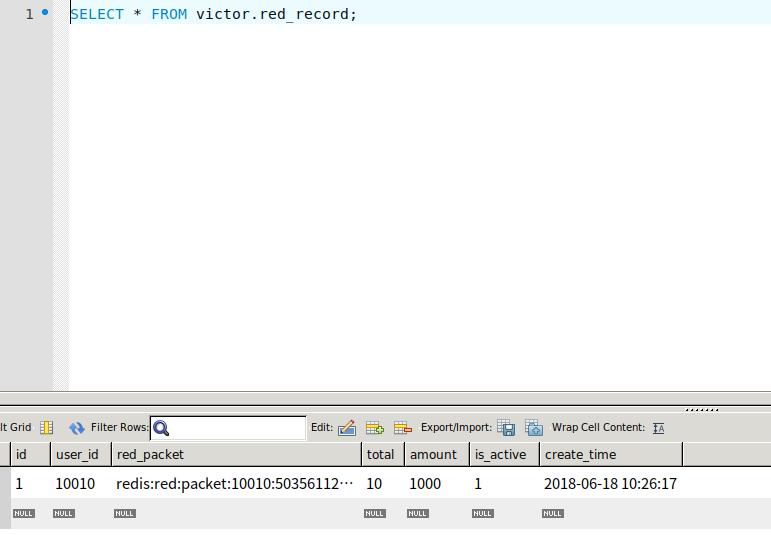 1 SELECT * FROM victor.red_record;
lt Grid Filter Rows: Edit: Export/Import: Wrap Cell Content:
id user_id red_packet total amount is_active create_time
1 10010 redis:red:packet:10010:50356112··· 10 1000 1 2018-06-18 10:26:17
NULL NULL NULL NULL NULL NULL NULL